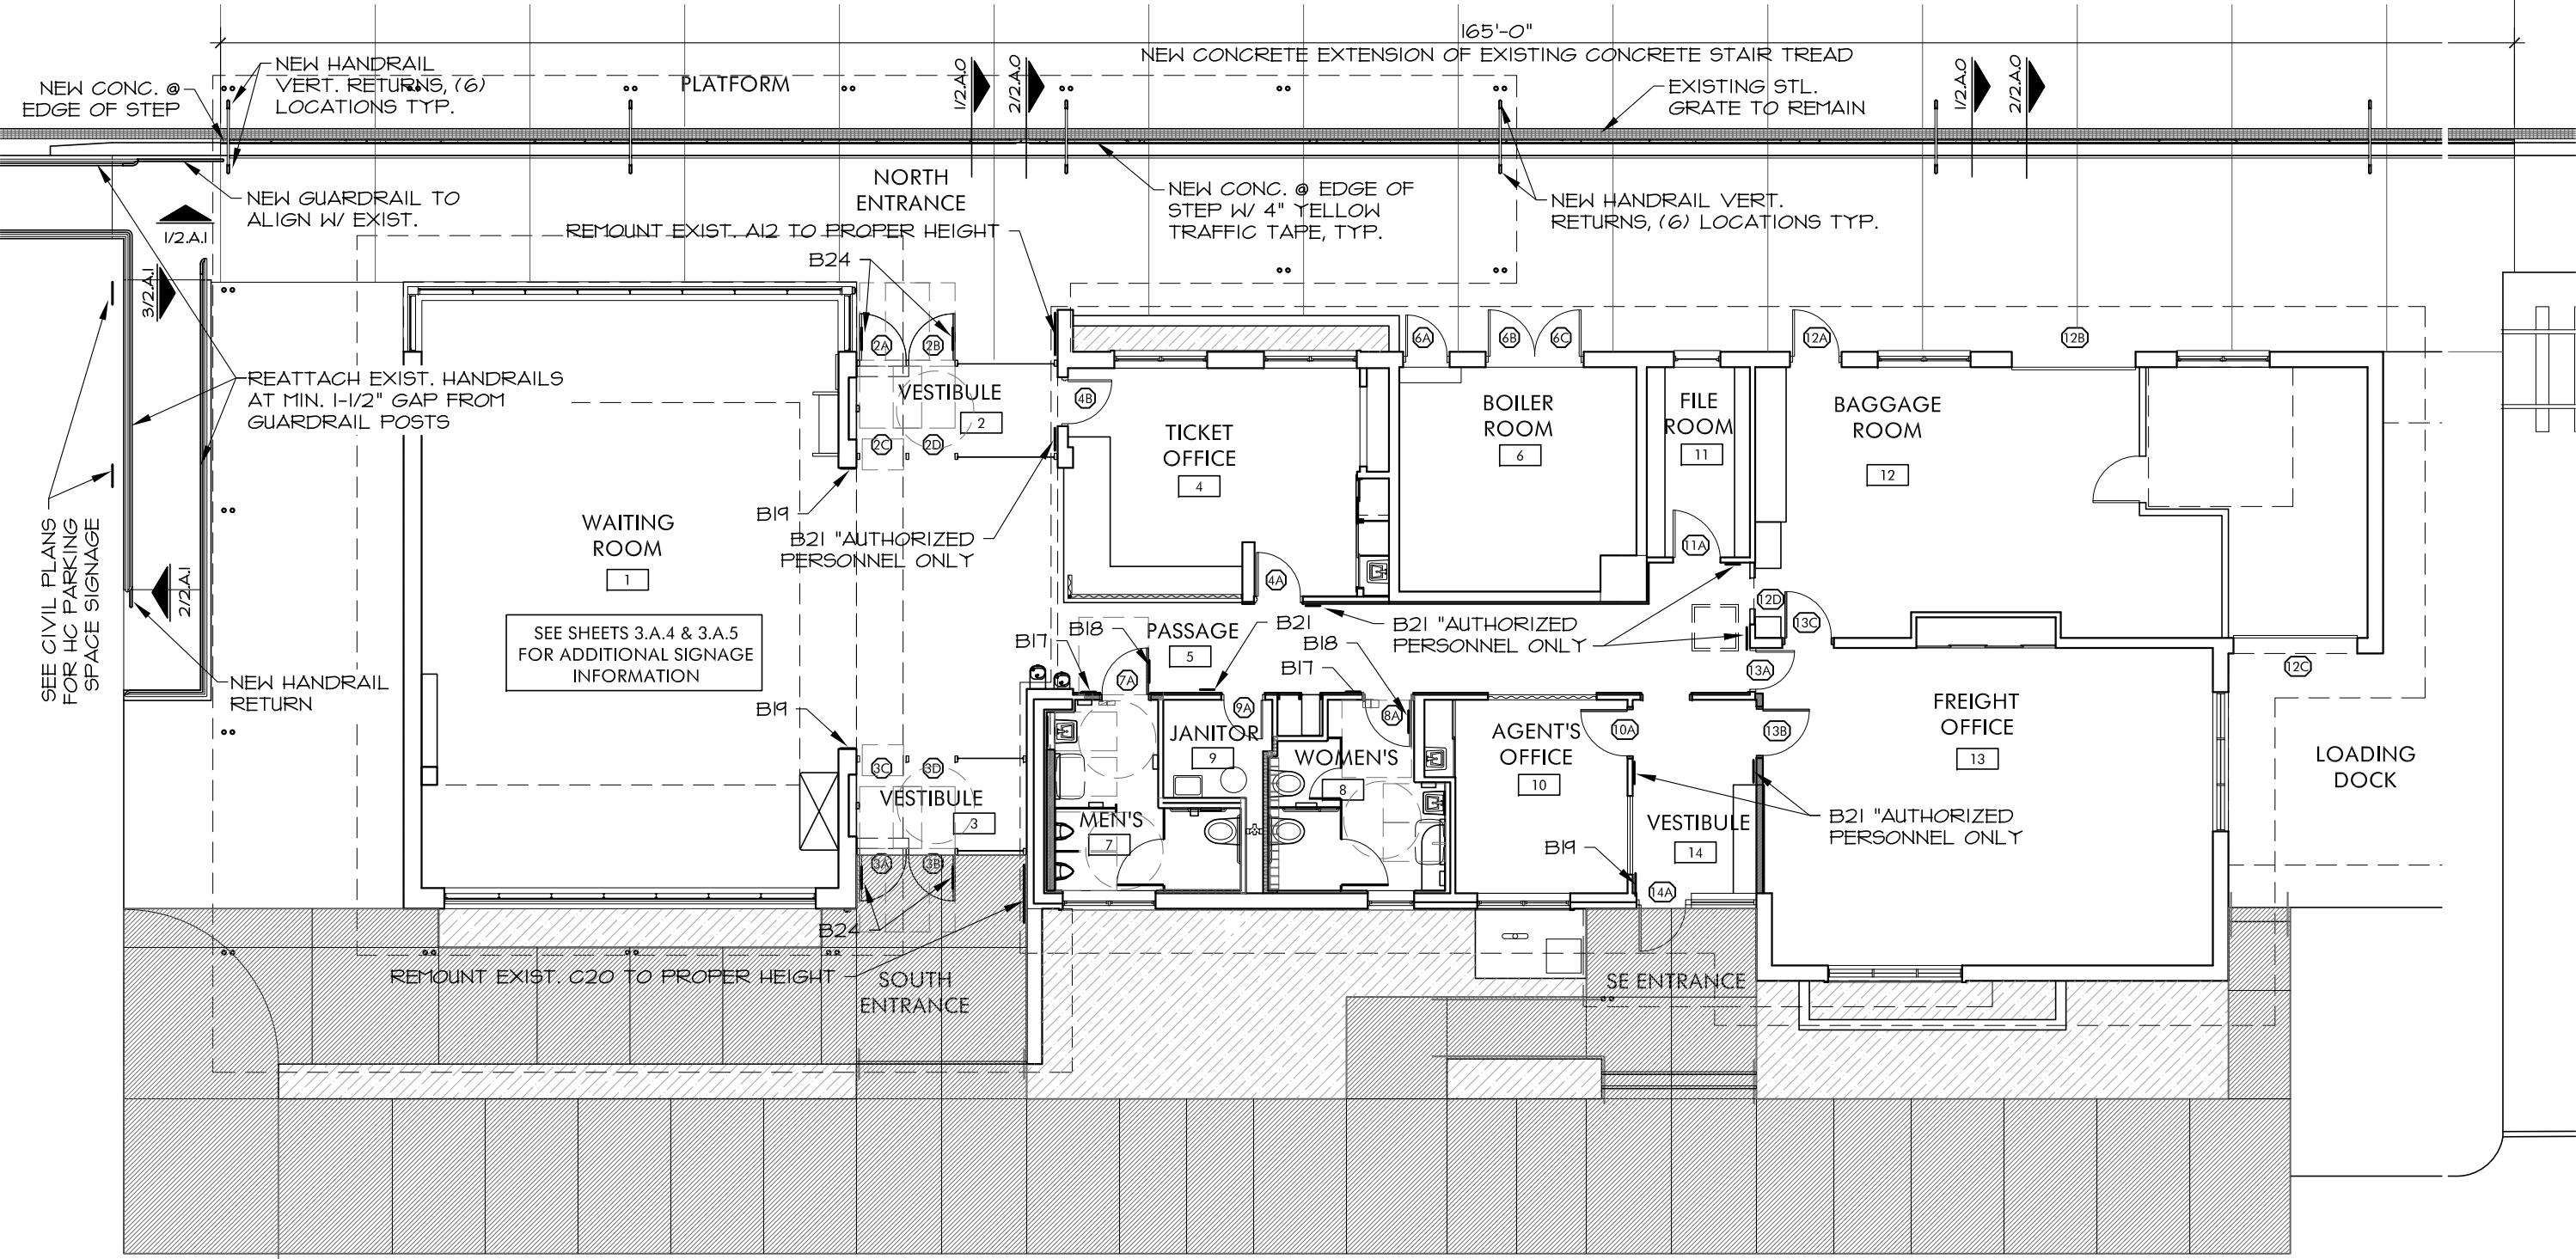 165'-0"
NEW CONCRETE EXTENSION OF EXISTING CONCRETE STAIR TREAD
NEW HANDRAIL
VERT. RETURNS, (6)
LOCATIONS TYP.
NEW CONC. @
EDGE OF STEP
PLATFORM
1/2.A.0
2/2.A.0
EXISTING STL.
GRATE TO REMAIN
1/2.A.0
2/2.A.0
NEW GUARDRAIL TO
ALIGN W/ EXIST.
1/2.A.1
NORTH
ENTRANCE
NEW CONC. @ EDGE OF
STEP W/ 4" YELLOW
TRAFFIC TAPE, TYP.
NEW HANDRAIL VERT.
RETURNS, (6) LOCATIONS TYP.
REMOUNT EXIST. A12 TO PROPER HEIGHT
B24
3/2.A.1
2A
2B
6A
6B
6C
12A
12B
REATTACH EXIST. HANDRAILS
AT MIN. 1-1/2" GAP FROM
GUARDRAIL POSTS
VESTIBULE
2
4B
2C
2D
TICKET
OFFICE
4
BOILER
ROOM
6
FILE
ROOM
11
BAGGAGE
ROOM
12
B19
WAITING
ROOM
1
B21 "AUTHORIZED
PERSONNEL ONLY
SEE CIVIL PLANS
FOR HC PARKING
SPACE SIGNAGE
2/2.A.1
4A
11A
12D
13C
SEE SHEETS 3.A.4 & 3.A.5
FOR ADDITIONAL SIGNAGE
INFORMATION
B17
B18
PASSAGE
5
B21
B18
B17
B21 "AUTHORIZED
PERSONNEL ONLY
13A
12C
NEW HANDRAIL
RETURN
B19
7A
9A
8A
10A
13B
JANITOR
9
WOMEN'S
8
AGENT'S
OFFICE
10
FREIGHT
OFFICE
13
LOADING
DOCK
3C
3D
VESTIBULE
3
MEN'S
7
VESTIBULE
14
B21 "AUTHORIZED
PERSONNEL ONLY
B19
3A
3B
14A
B24
REMOUNT EXIST. C20 TO PROPER HEIGHT
SOUTH
ENTRANCE
SE ENTRANCE